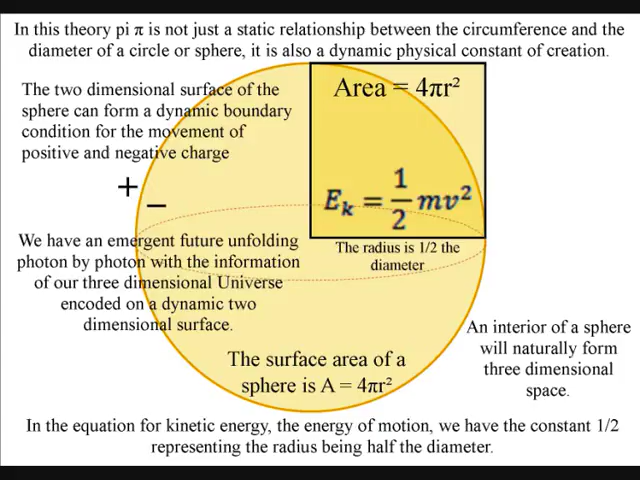 In this theory pi π is not just a static relationship between the circumference and the
diameter of a circle or sphere, it is also a dynamic physical constant of creation.
The two dimensional surface of the
sphere can form a dynamic boundary
condition for the movement of
positive and negative charge
+ −
Area = 4πr²
Eₖ = 1/2 mv²
The radius is 1/2 the
diameter
We have an emergent future unfolding
photon by photon with the information
of our three dimensional Universe
encoded on a dynamic two
dimensional surface.
An interior of a sphere
will naturally form
three dimensional
space.
The surface area of a
sphere is A = 4πr²
In the equation for kinetic energy, the energy of motion, we have the constant 1/2
representing the radius being half the diameter.